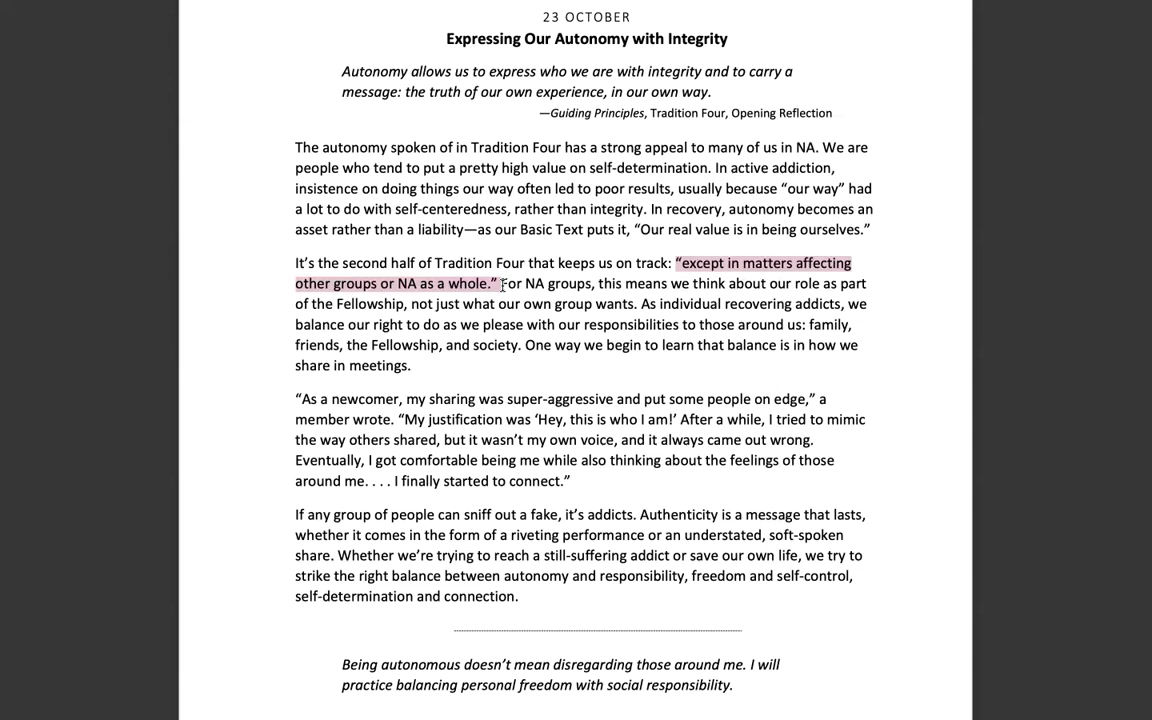 23 OCTOBER
Expressing Our Autonomy with Integrity
Autonomy allows us to express who we are with integrity and to carry a
message: the truth of our own experience, in our own way.
—Guiding Principles, Tradition Four, Opening Reflection
The autonomy spoken of in Tradition Four has a strong appeal to many of us in NA. We are
people who tend to put a pretty high value on self-determination. In active addiction,
insistence on doing things our way often led to poor results, usually because “our way” had
a lot to do with self-centeredness, rather than integrity. In recovery, autonomy becomes an
asset rather than a liability—as our Basic Text puts it, “Our real value is in being ourselves.”
It’s the second half of Tradition Four that keeps us on track: “except in matters affecting
other groups or NA as a whole.” For NA groups, this means we think about our role as part
of the Fellowship, not just what our own group wants. As individual recovering addicts, we
balance our right to do as we please with our responsibilities to those around us: family,
friends, the Fellowship, and society. One way we begin to learn that balance is in how we
share in meetings.
“As a newcomer, my sharing was super-aggressive and put some people on edge,” a
member wrote. “My justification was ‘Hey, this is who I am!’ After a while, I tried to mimic
the way others shared, but it wasn’t my own voice, and it always came out wrong.
Eventually, I got comfortable being me while also thinking about the feelings of those
around me. . . . I finally started to connect.”
If any group of people can sniff out a fake, it’s addicts. Authenticity is a message that lasts,
whether it comes in the form of a riveting performance or an understated, soft-spoken
share. Whether we’re trying to reach a still-suffering addict or save our own life, we try to
strike the right balance between autonomy and responsibility, freedom and self-control,
self-determination and connection.
Being autonomous doesn’t mean disregarding those around me. I will
practice balancing personal freedom with social responsibility.